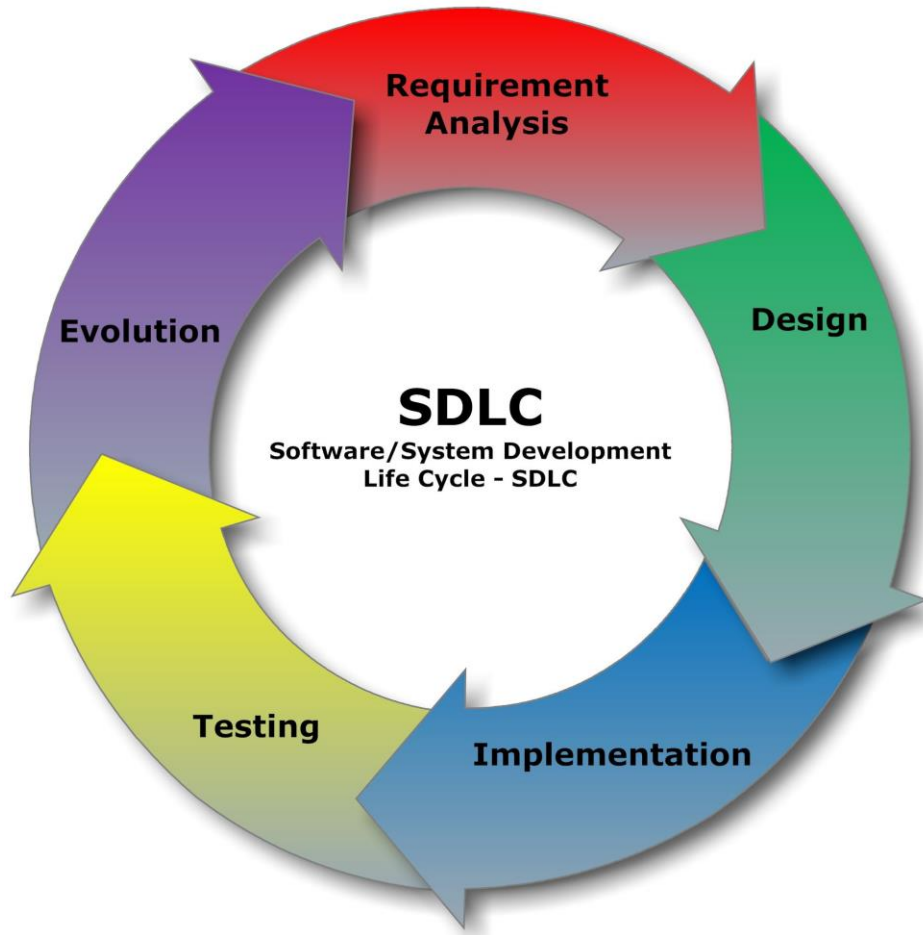 Requirement
Analysis
Design
Evolution
SDLC
Software/System Development
Life Cycle - SDLC
Implementation
Testing